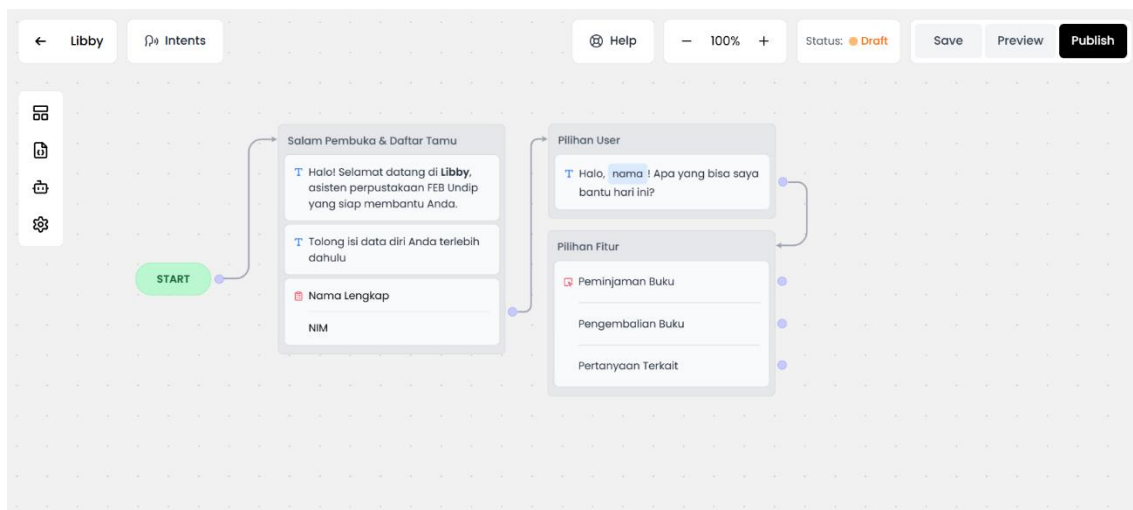 Libby
Intents
Help
100%
Status: Draft
Save
Preview
Publish
START
Salam Pembuka & Daftar Tamu
Halo! Selamat datang di Libby,
asisten perpustakaan FEB Undip
yang siap membantu Anda.
Tolong isi data diri Anda terlebih
dahulu
Nama Lengkap
NIM
Pilihan User
Halo, nama ! Apa yang bisa saya
bantu hari ini?
Pilihan Fitur
Peminjaman Buku
Pengembalian Buku
Pertanyaan Terkait